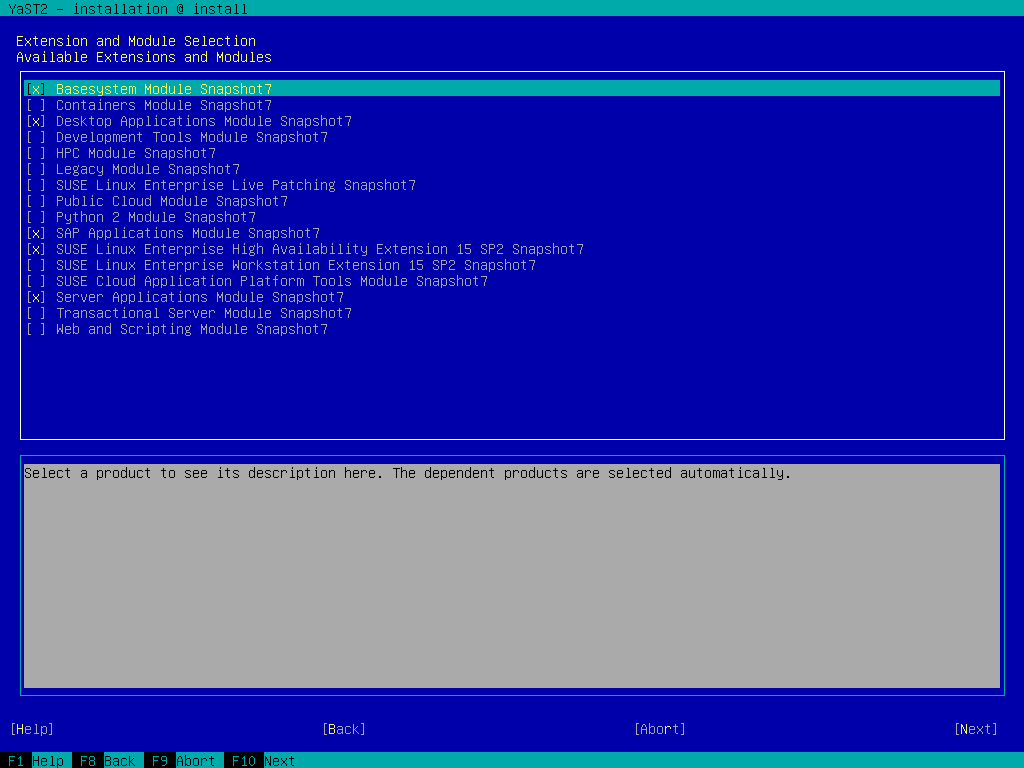 YaST2 - installation @ install
Extension and Module Selection
Available Extensions and Modules
[x] Basesystem Module Snapshot7
[ ] Containers Module Snapshot7
[x] Desktop Applications Module Snapshot7
[ ] Development Tools Module Snapshot7
[ ] HPC Module Snapshot7
[ ] Legacy Module Snapshot7
[ ] SUSE Linux Enterprise Live Patching Snapshot7
[ ] Public Cloud Module Snapshot7
[ ] Python 2 Module Snapshot7
[x] SAP Applications Module Snapshot7
[x] SUSE Linux Enterprise High Availability Extension 15 SP2 Snapshot7
[ ] SUSE Linux Enterprise Workstation Extension 15 SP2 Snapshot7
[ ] SUSE Cloud Application Platform Tools Module Snapshot7
[x] Server Applications Module Snapshot7
[ ] Transactional Server Module Snapshot7
[ ] Web and Scripting Module Snapshot7
Select a product to see its description here. The dependent products are selected automatically.
[Help] [Back] [Abort] [Next]
F1 Help F8 Back F9 Abort F10 Next